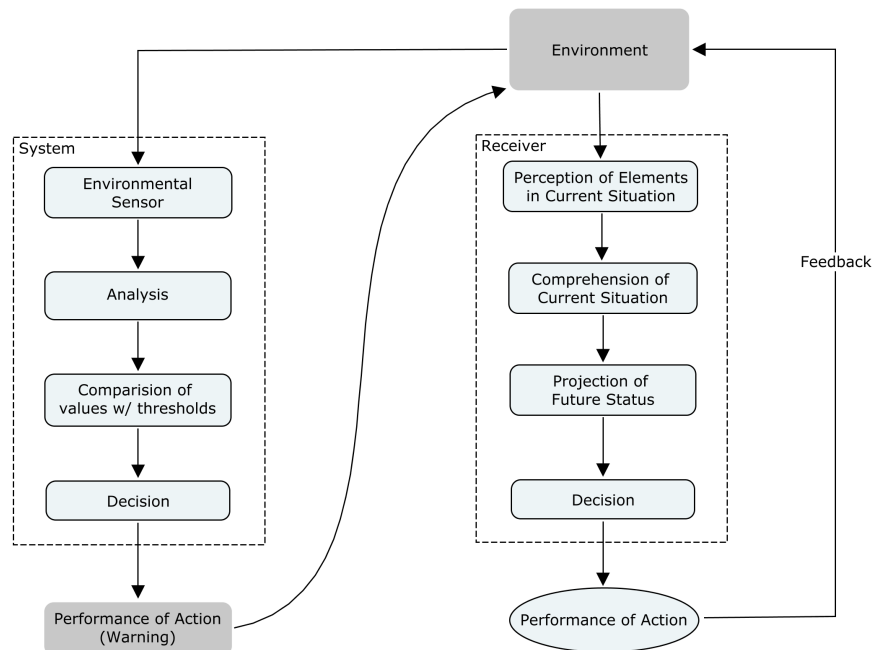 Environment
System
Environmental
Sensor
Analysis
Comparision of
values w/ thresholds
Decision
Performance of Action
(Warning)
Receiver
Perception of Elements
in Current Situation
Comprehension of
Current Situation
Projection of
Future Status
Decision
Performance of Action
Feedback